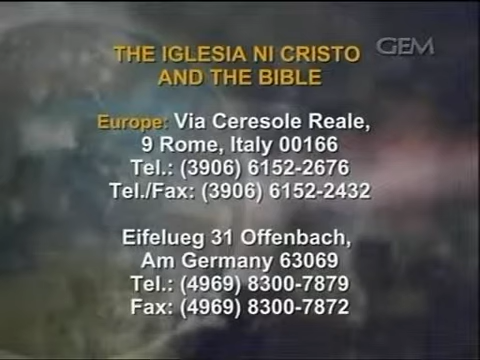 THE IGLESIA NI CRISTO
GEM
AND THE BIBLE
Europe: Via Ceresole Reale,
9 Rome, Italy 00166
Tel.: (3906) 6152-2676
Tel./Fax: (3906) 6152-2432
Eifelueg 31 Offenbach,
Am Germany 63069
Tel.: (4969) 8300-7879
Fax: (4969) 8300-7872